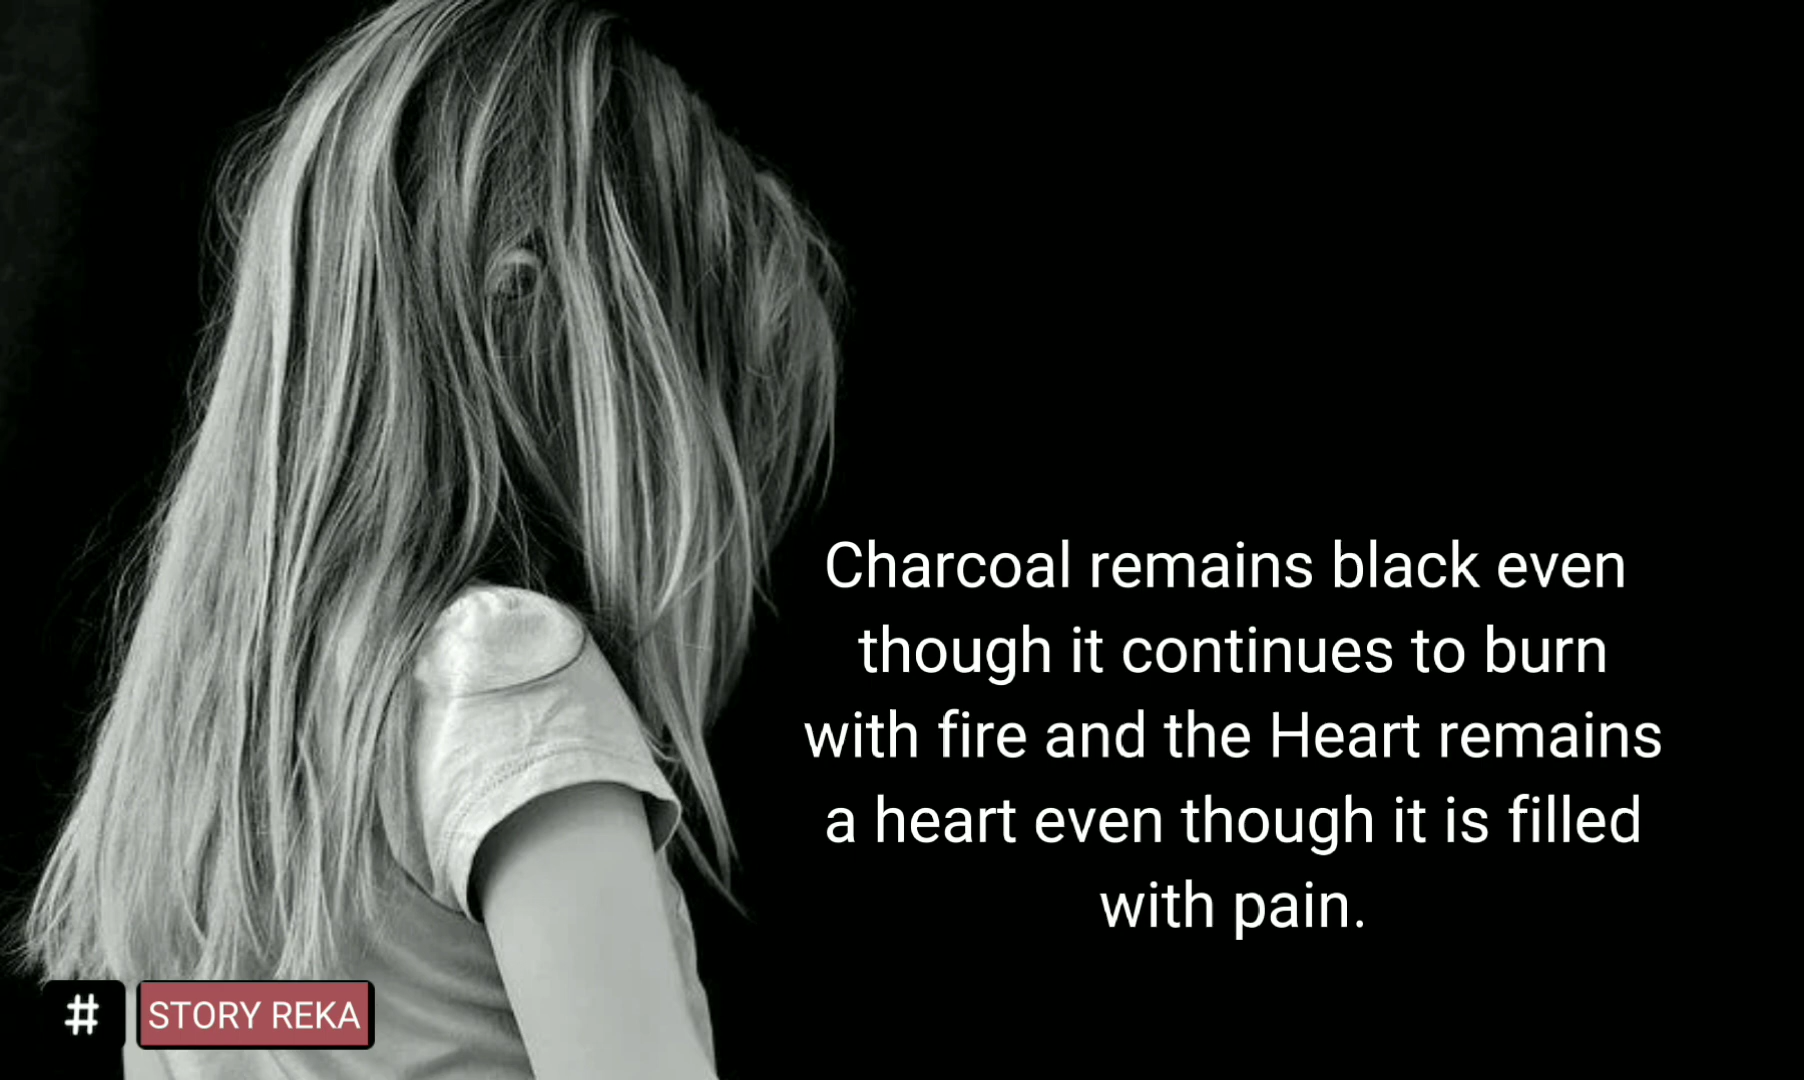 Charcoal remains black even
though it continues to burn
with fire and the Heart remains
a heart even though it is filled
with pain.
# STORY REKA